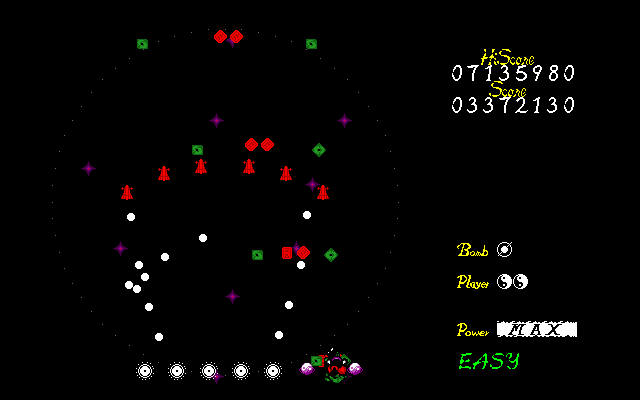 HiScore
07135980
Score
03372130
Bomb
Player
Power MAX
EASY